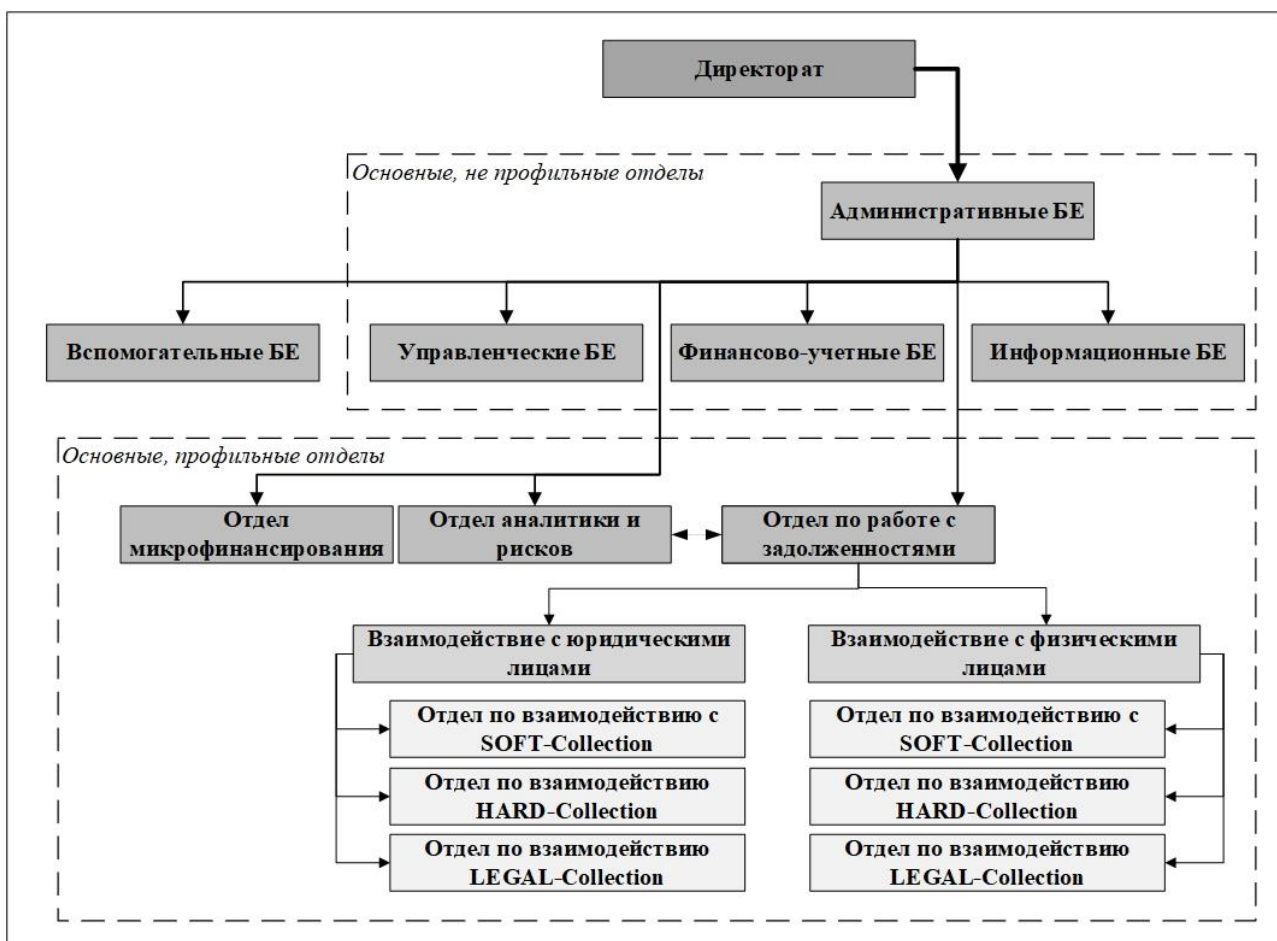 Директорат
Основные, не профильные отделы
Административные БЕ
Вспомогательные БЕ
Управленческие БЕ
Финансово-учетные БЕ
Информационные БЕ
Основные, профильные отделы
Отдел
микрофинансирования
Отдел аналитики и
рисков
Отдел по работе с
задолженностями
Взаимодействие с юридическими
лицами
Взаимодействие с физическими
лицами
Отдел по взаимодействию с
SOFT-Collection
Отдел по взаимодействию с
SOFT-Collection
Отдел по взаимодействию
HARD-Collection
Отдел по взаимодействию
HARD-Collection
Отдел по взаимодействию
LEGAL-Collection
Отдел по взаимодействию
LEGAL-Collection